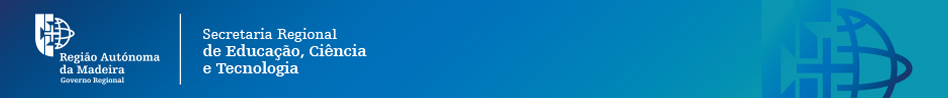 Região Autónoma
da Madeira
Governo Regional
Secretaria Regional
de Educação, Ciência
e Tecnologia